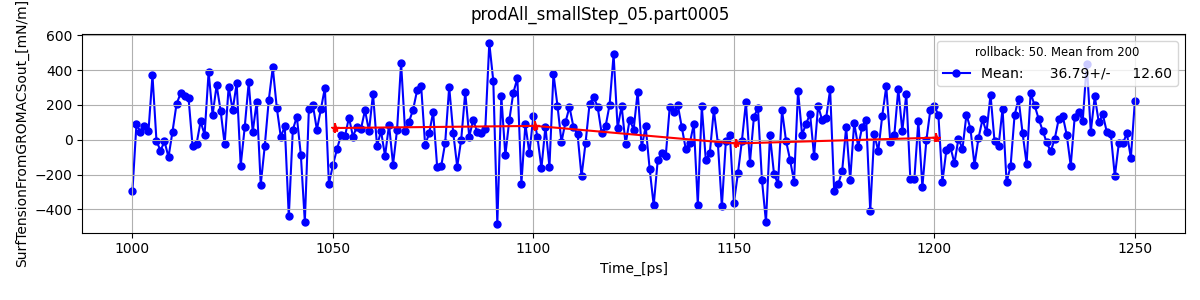 prodAll_smallStep_05.part0005
SurfTensionFromGROMACSout_[mN/m]
600
400
200
0
−200
−400
rollback: 50. Mean from 200
Mean: 36.79+/- 12.60
1000
1050
1100
1150
1200
1250
Time_[ps]